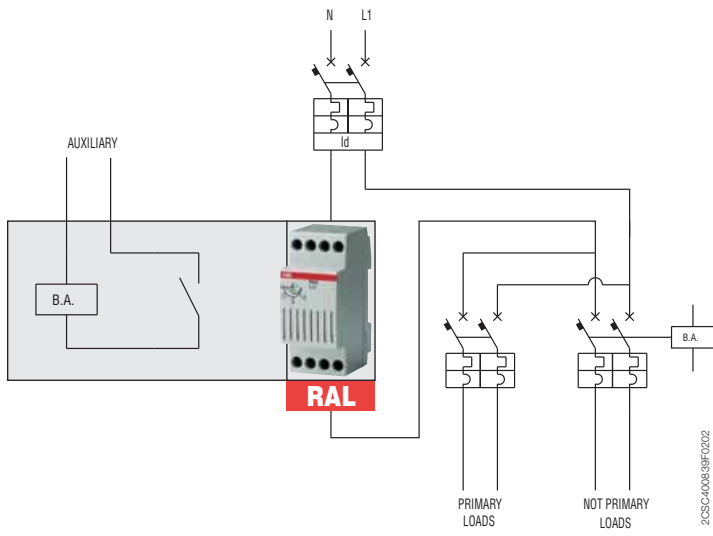 N L1
Id
AUXILIARY
B.A.
RAL
B.A.
PRIMARY
LOADS
NOT PRIMARY
LOADS
2CSC400839F0202